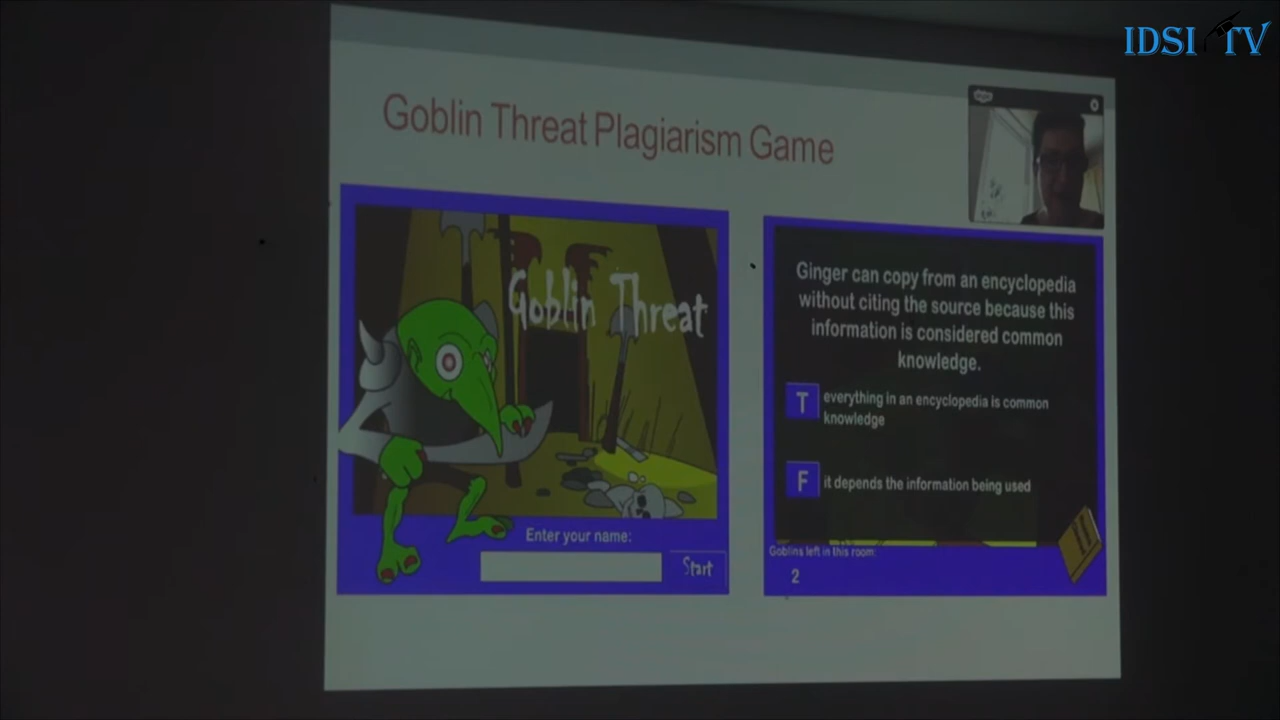 IDSI TV
Goblin Threat Plagiarism Game
skype
Goblin Threat
Enter your name:
Start
Ginger can copy from an encyclopedia
without citing the source because this
information is considered common
knowledge.
T
everything in an encyclopedia is common
knowledge
F
it depends the information being used
Goblins left in this room:
2